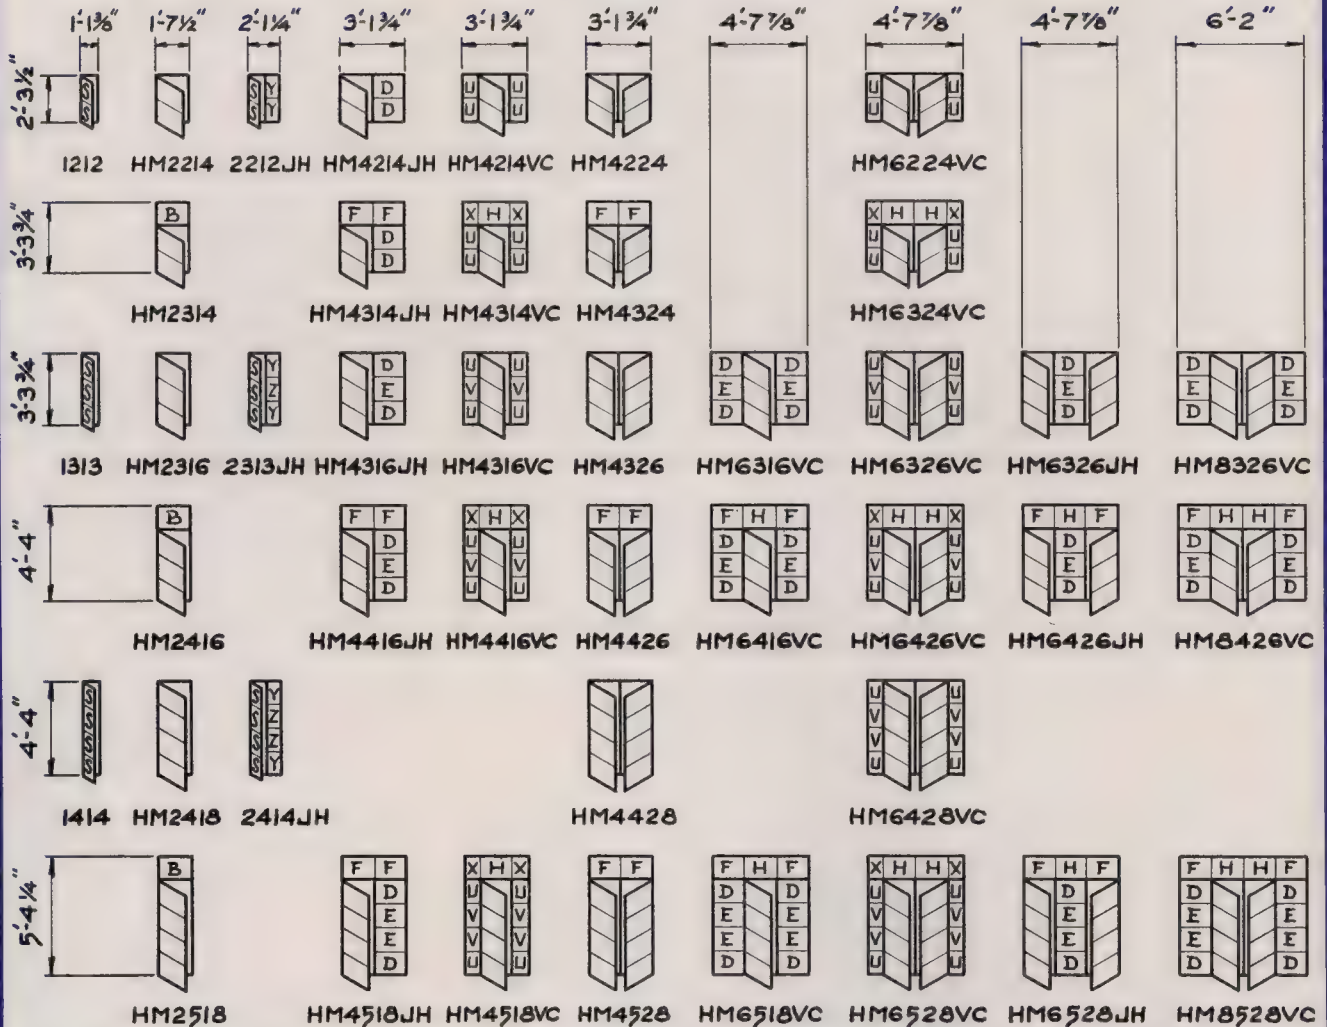 1'-1⅜" 1'-7½" 2'-1¼" 3'-1¾" 3'-1¾" 3'-1¾" 4'-7⅞" 4'-7⅞" 4'-7⅞" 6'-2"
2'-3½"
S Y D U U U U
S Y D U U U U
1212 HM2214 2212JH HM4214JH HM4214VC HM4224 HM6224VC
3'-3¾"
B F F X H X F F X H H X
D U U U U
D U U U U
HM2314 HM4314JH HM4314VC HM4324 HM6324VC
3'-3¾"
S S Y D U U D D U U D D D
S S Z E V V E E V V E E E
S S Y D U U D D U U D D D
1313 HM2316 2313JH HM4316JH HM4316VC HM4326 HM6316VC HM6326VC HM6326JH HM8326VC
4'-4"
B F F X H X F F F H F X H H X F H F F H H F
D U U D D U U D D D
E V V E E V V E E E
D U U D D U U D D D
HM2416 HM4416JH HM4416VC HM4426 HM6416VC HM6426VC HM6426JH HM8426VC
4'-4"
S S Y U U
S S Z V V
S S Z V V
S S Y U U
1414 HM2418 2414JH HM4428 HM6428VC
5'-4¼"
B F F X H X F F F H F X H H X F H F F H H F
D U U D D U U D D D
E V V E E V V E E E
E V V E E V V E E E
D U U D D U U D D D
HM2518 HM4518JH HM4518VC HM4528 HM6518VC HM6528VC HM6528JH HM8528VC